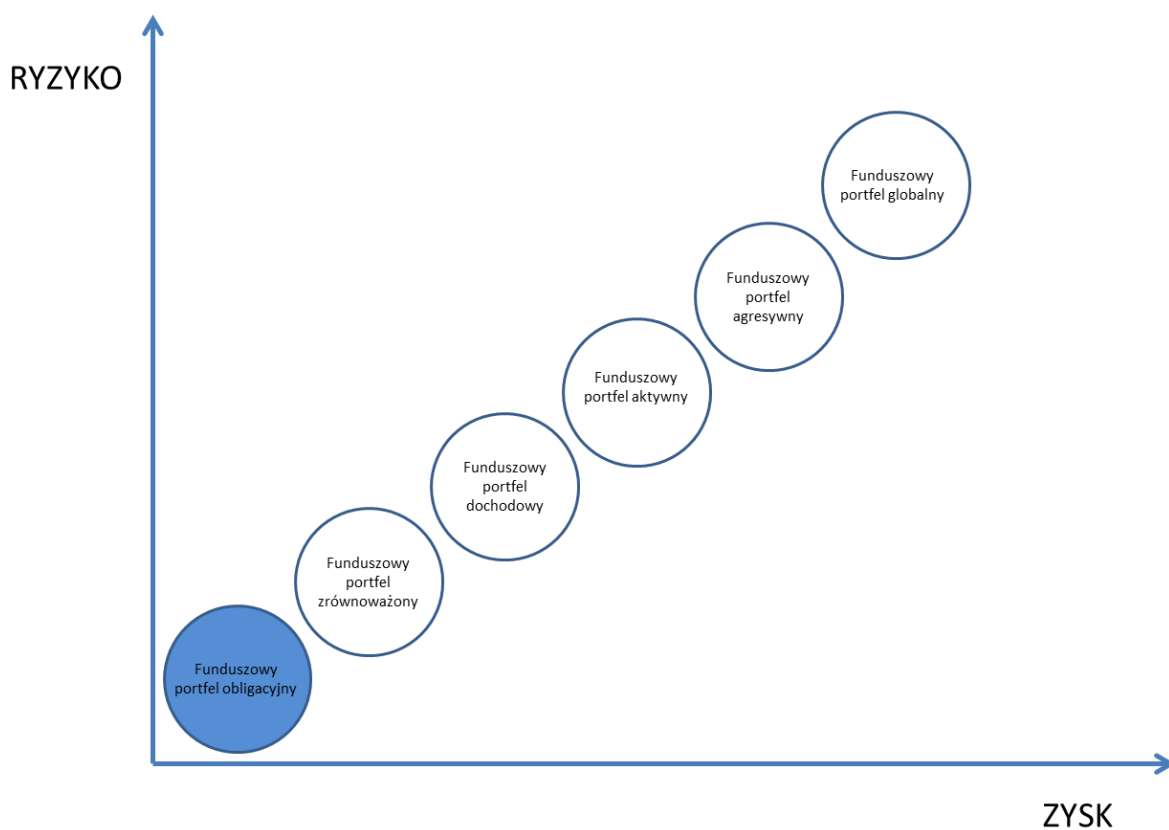 RYZYKO
Funduszowy
portfel globalny
Funduszowy
portfel
agresywny
Funduszowy
portfel aktywny
Funduszowy
portfel
dochodowy
Funduszowy
portfel
zrównoważony
Funduszowy
portfel obligacyjny
ZYSK